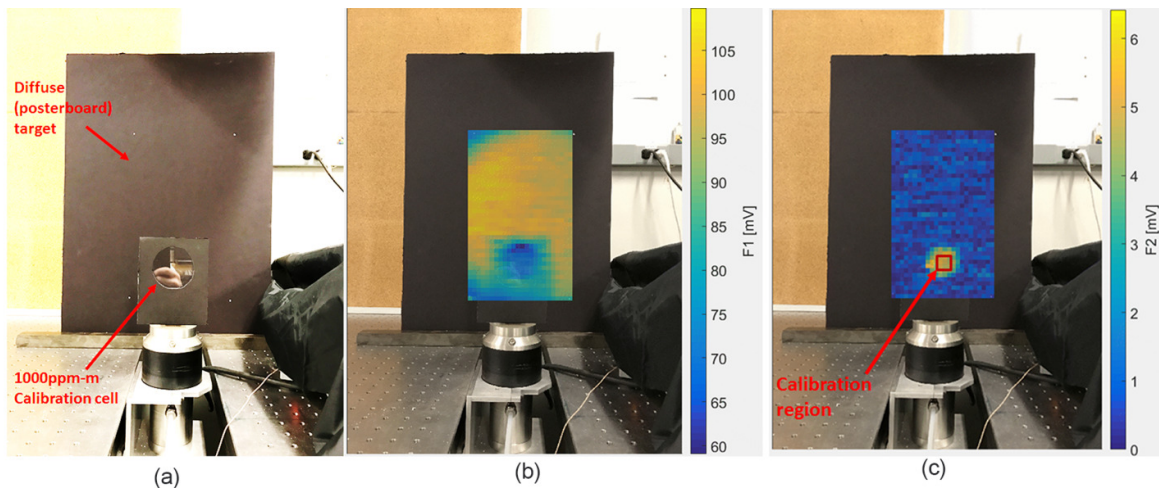 Diffuse
(posterboard)
target
1000ppm-m
Calibration cell
(a)
105
100
95
90
85
80
75
70
65
60
F1 [mV]
(b)
Calibration
region
6
5
4
3
2
1
0
F2 [mV]
(c)